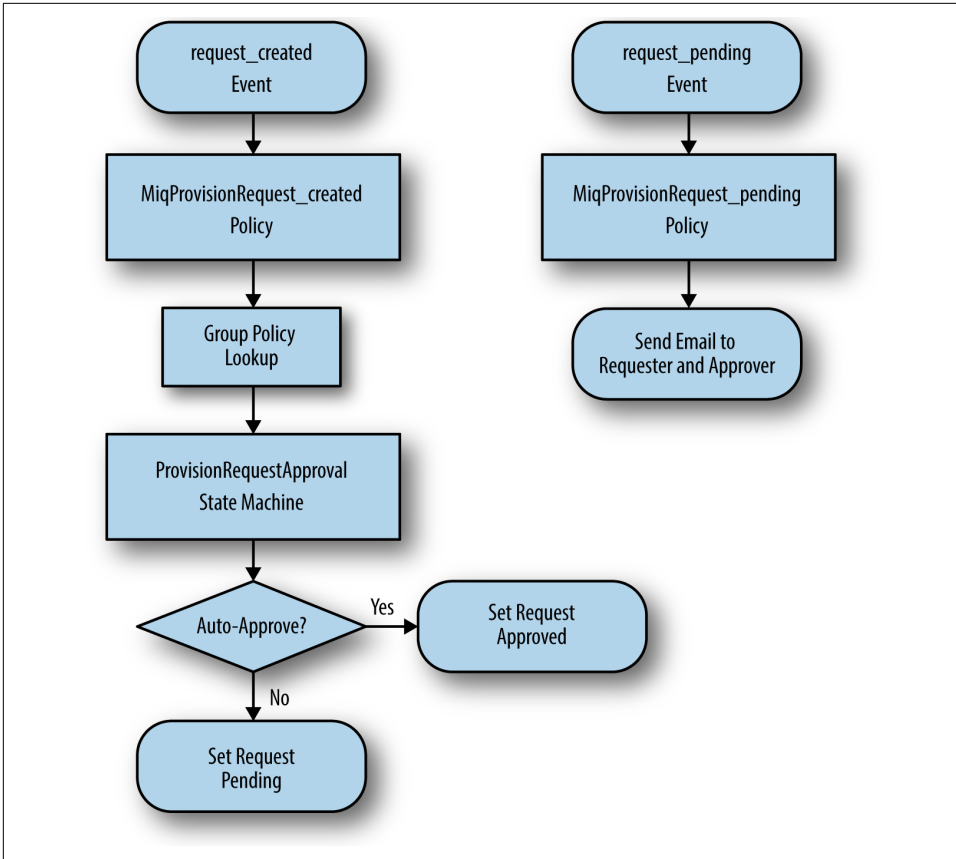 request_created
Event
MiqProvisionRequest_created
Policy
Group Policy
Lookup
ProvisionRequestApproval
State Machine
Auto-Approve?
Yes
Set Request
Approved
No
Set Request
Pending
request_pending
Event
MiqProvisionRequest_pending
Policy
Send Email to
Requester and Approver